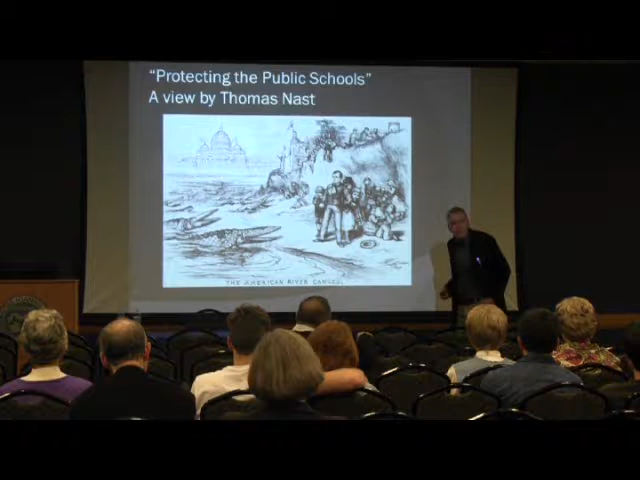 "Protecting the Public Schools"
A view by Thomas Nast
THE AMERICAN RIVER GANGES.